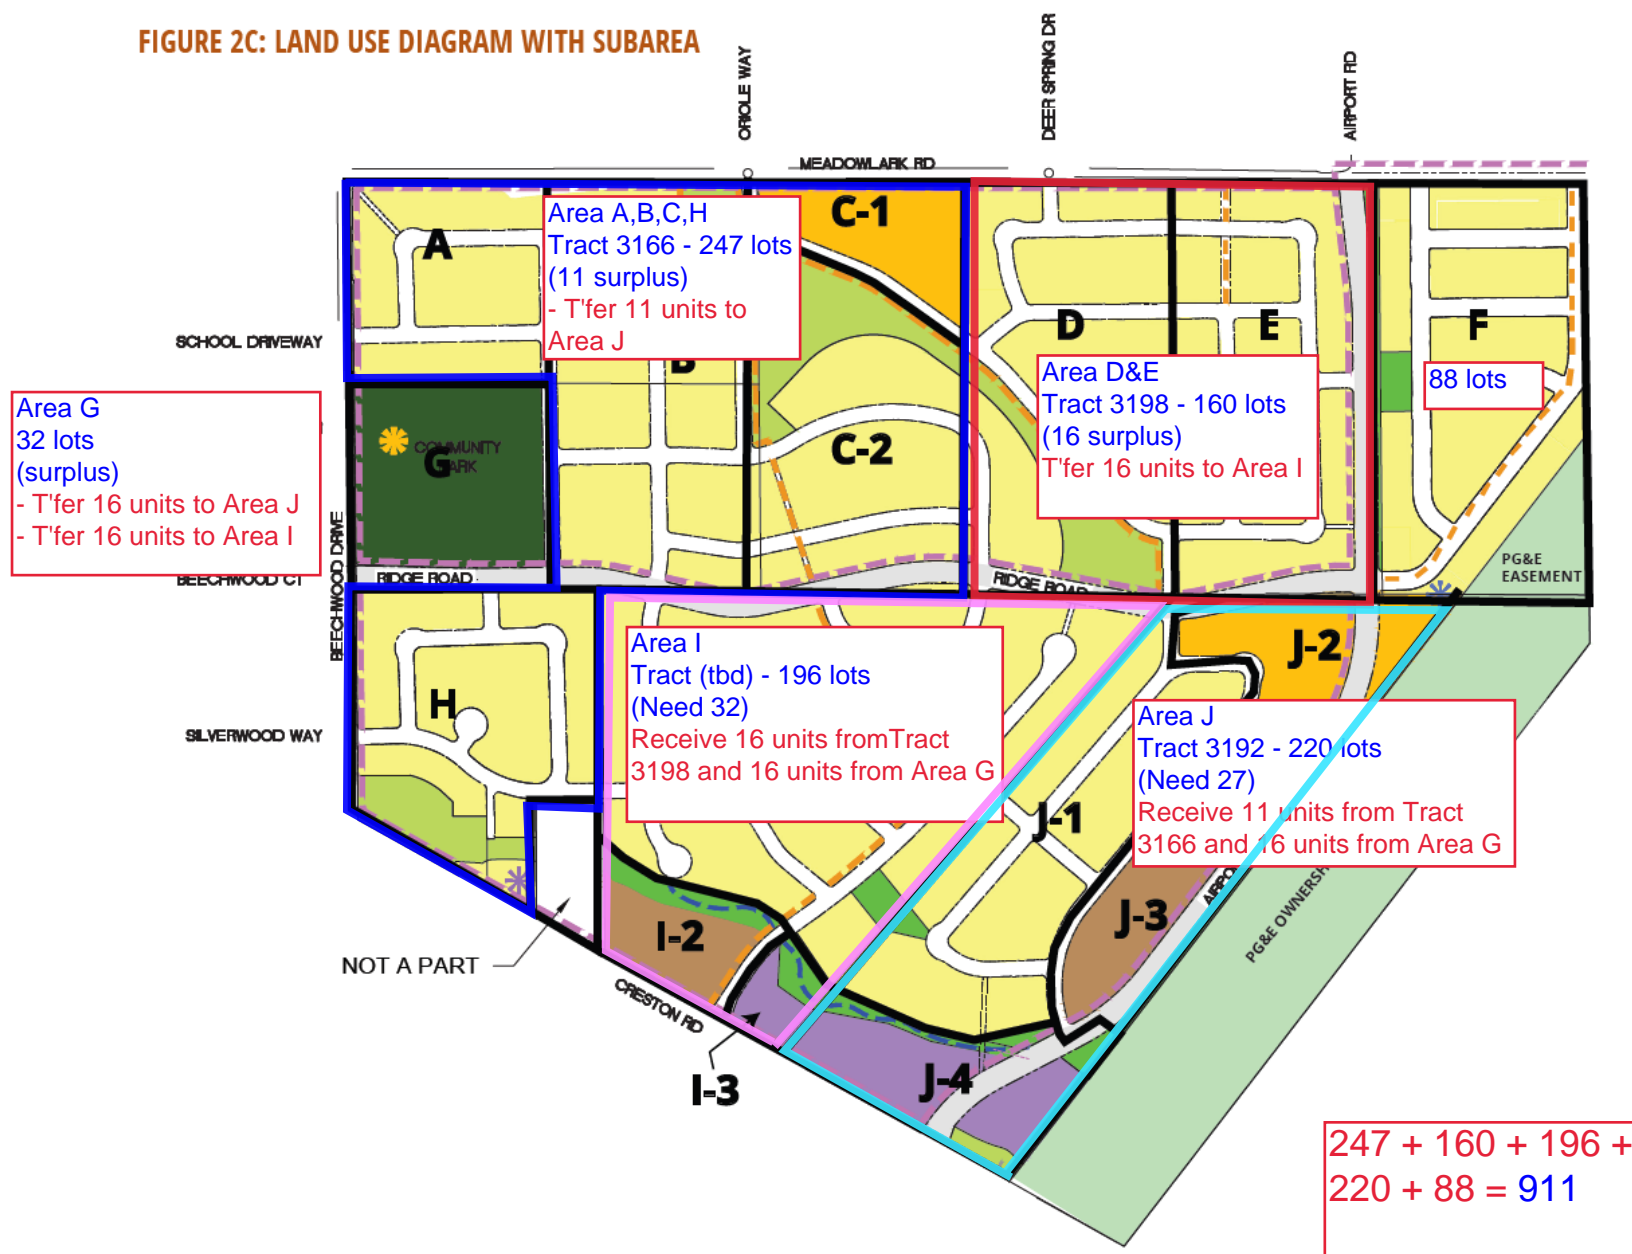 FIGURE 2C: LAND USE DIAGRAM WITH SUBAREA
ORIOLE WAY
DEER SPRING DR
AIRPORT RD
MEADOWLARK RD
A
Area A,B,C,H
Tract 3166 - 247 lots
(11 surplus)
- T'fer 11 units to
Area J
B
C-1
C-2
D
E
Area D&E
Tract 3198 - 160 lots
(16 surplus)
T'fer 16 units to Area I
F
88 lots
SCHOOL DRIVEWAY
Area G
32 lots
(surplus)
- T'fer 16 units to Area J
- T'fer 16 units to Area I
COMMUNITY
PARK
G
BEECHWOOD CT
BEECHWOOD DRIVE
RIDGE ROAD
RIDGE ROAD
PG&E
EASEMENT
H
SILVERWOOD WAY
Area I
Tract (tbd) - 196 lots
(Need 32)
Receive 16 units fromTract
3198 and 16 units from Area G
J-2
Area J
Tract 3192 - 220 lots
(Need 27)
Receive 11 units from Tract
3166 and 16 units from Area G
J-1
J-3
I-2
NOT A PART
CRESTON RD
I-3
J-4
247 + 160 + 196 +
220 + 88 = 911